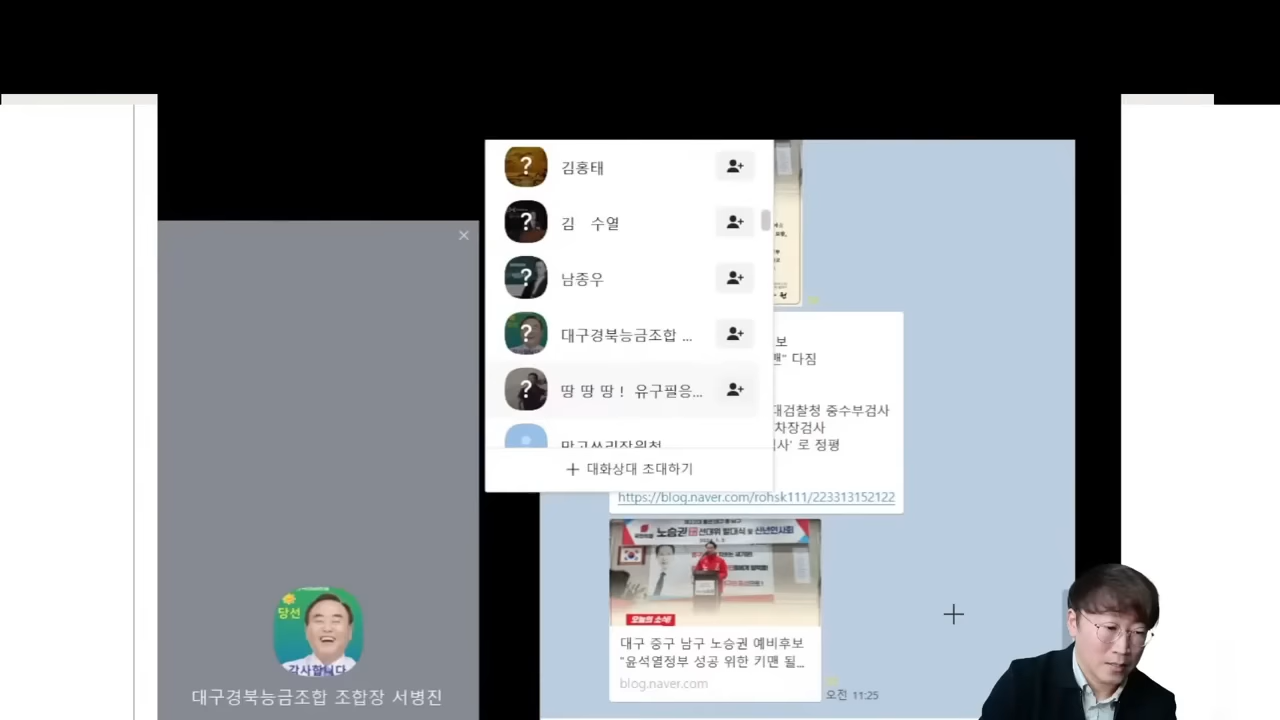 김홍태
김 수열
남종우
대구경북능금조합 ...
땅 땅 땅 ! 유구필응...
대화상대 초대하기
보
다짐
대검찰청 중수부검사
차장검사
로 정평
https://blog.naver.com/rohsk111/223313152122
노승권
오늘의 소식!
대구 중구 남구 노승권 예비후보
"윤석열정부 성공 위한 키맨 될...
blog.naver.com
오전 11:25
당선
감사합니다
대구경북능금조합 조합장 서병진